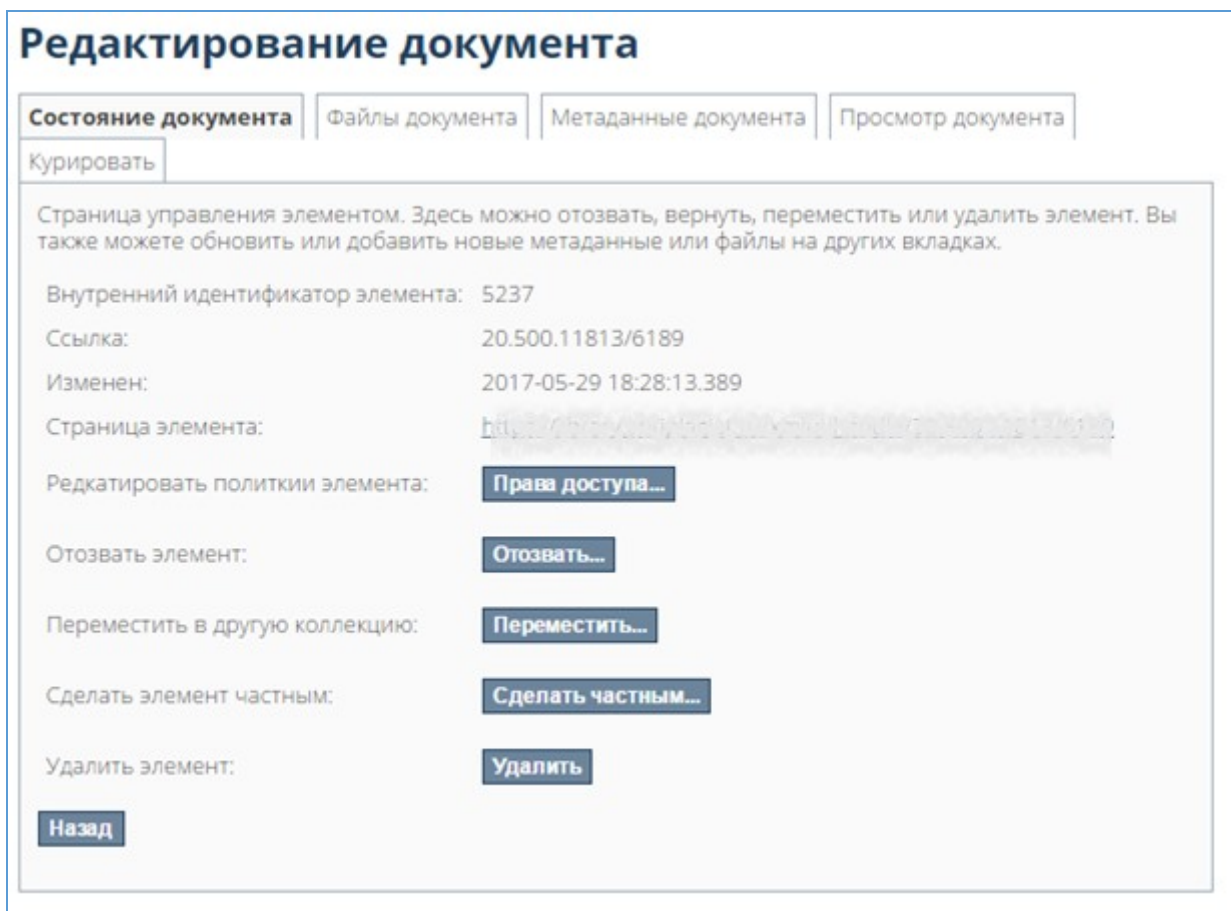 Редактирование документа
Состояние документа Файлы документа Метаданные документа Просмотр документа
Курировать
Страница управления элементом. Здесь можно отозвать, вернуть, переместить или удалить элемент. Вы
также можете обновить или добавить новые метаданные или файлы на других вкладках.
Внутренний идентификатор элемента: 5237
Ссылка: 20.500.11813/6189
Изменен: 2017-05-29 18:28:13.389
Страница элемента:
Редкатировать политкии элемента: Права доступа...
Отозвать элемент: Отозвать...
Переместить в другую коллекцию: Переместить...
Сделать элемент частным: Сделать частным...
Удалить элемент: Удалить
Назад